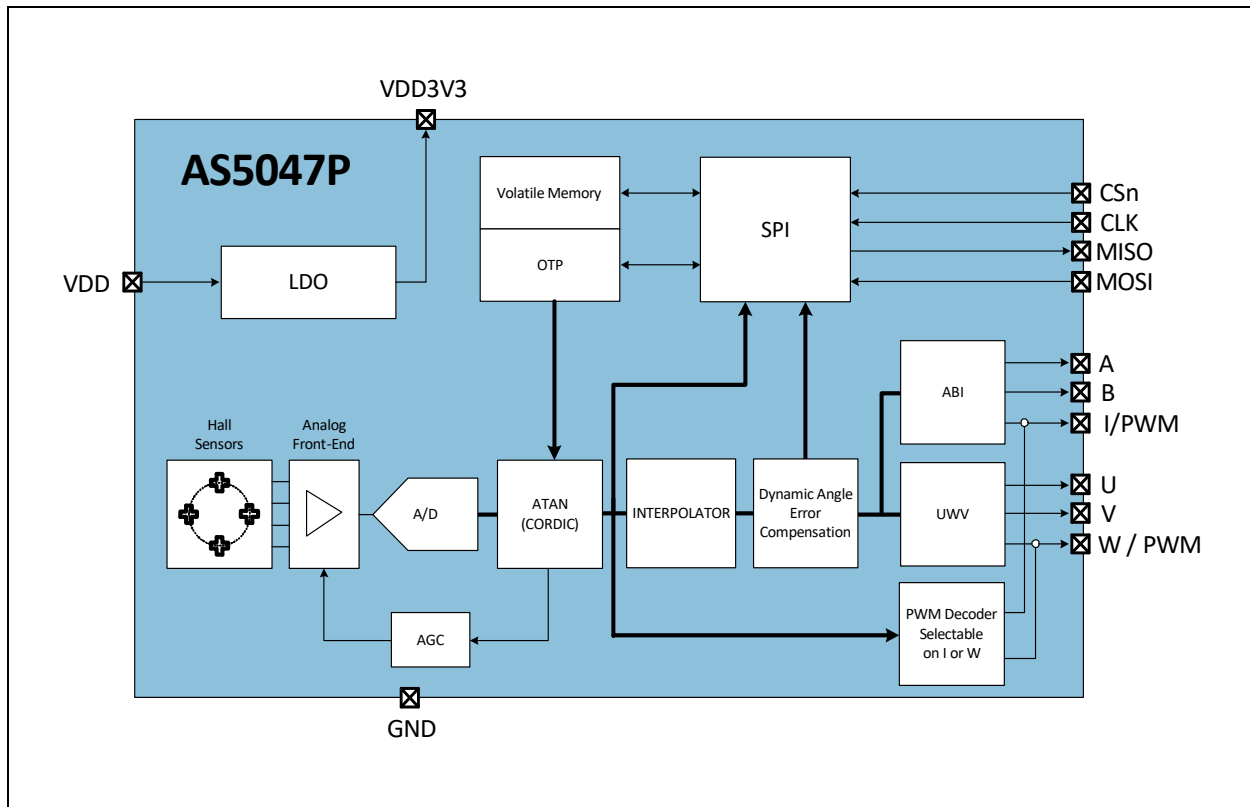 VDD3V3
AS5047P
Volatile Memory
OTP
SPI
CSn
CLK
MISO
MOSI
VDD
LDO
A
B
I/PWM
ABI
Hall
Sensors
Analog
Front-End
A/D
ATAN
(CORDIC)
INTERPOLATOR
Dynamic Angle
Error
Compensation
UWV
U
V
W / PWM
AGC
PWM Decoder
Selectable
on I or W
GND